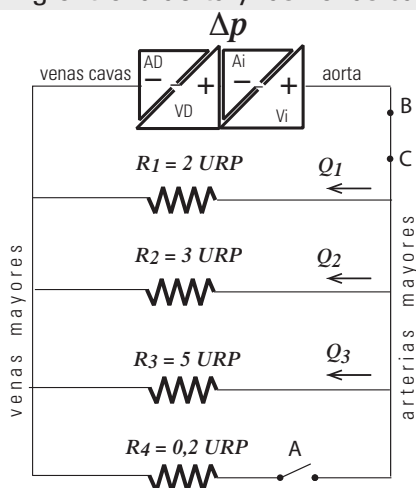 Δp
venas cavas
AD
VD
Ai
Vi
aorta
B
C
R1 = 2 URP
Q1
R2 = 3 URP
Q2
R3 = 5 URP
Q3
R4 = 0,2 URP
A
venas mayores
arterias mayores